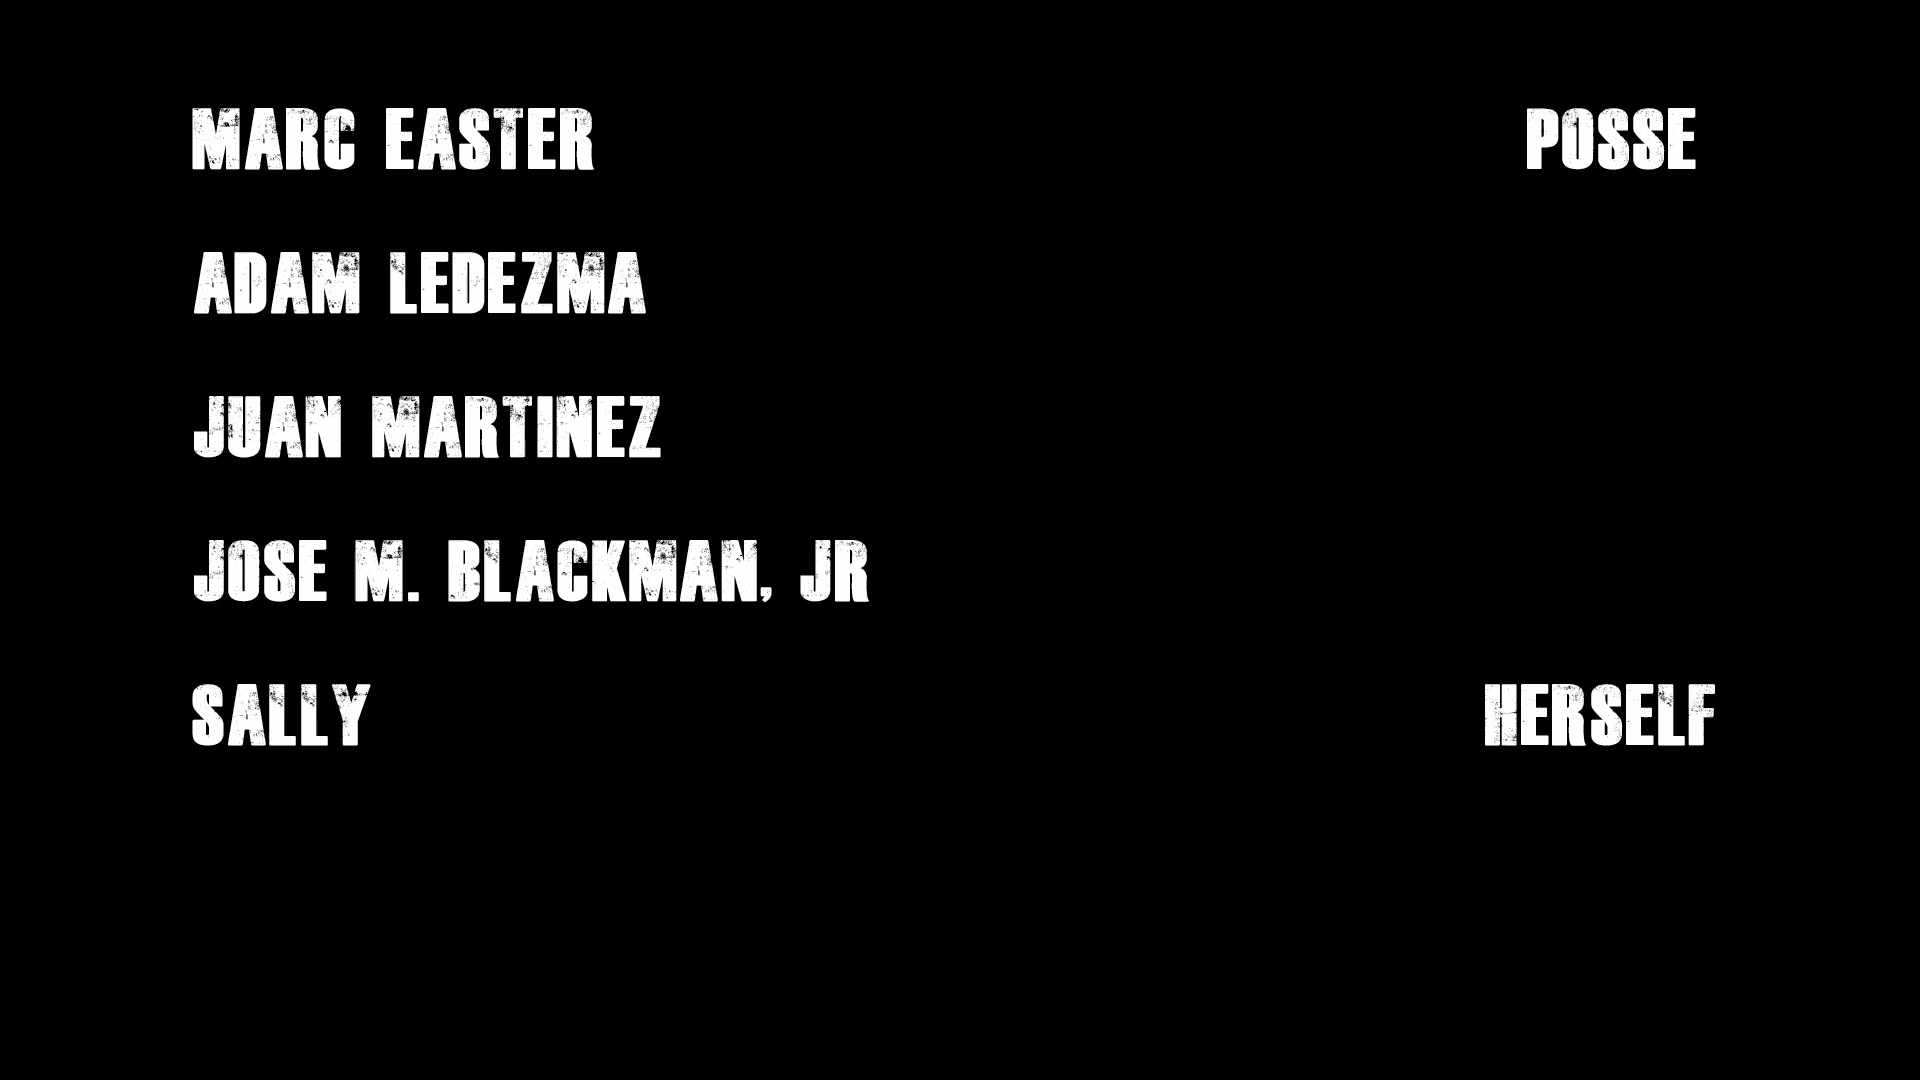 MARC EASTER POSSE
ADAM LEDEZMA
JUAN MARTINEZ
JOSE M. BLACKMAN, JR
SALLY HERSELF